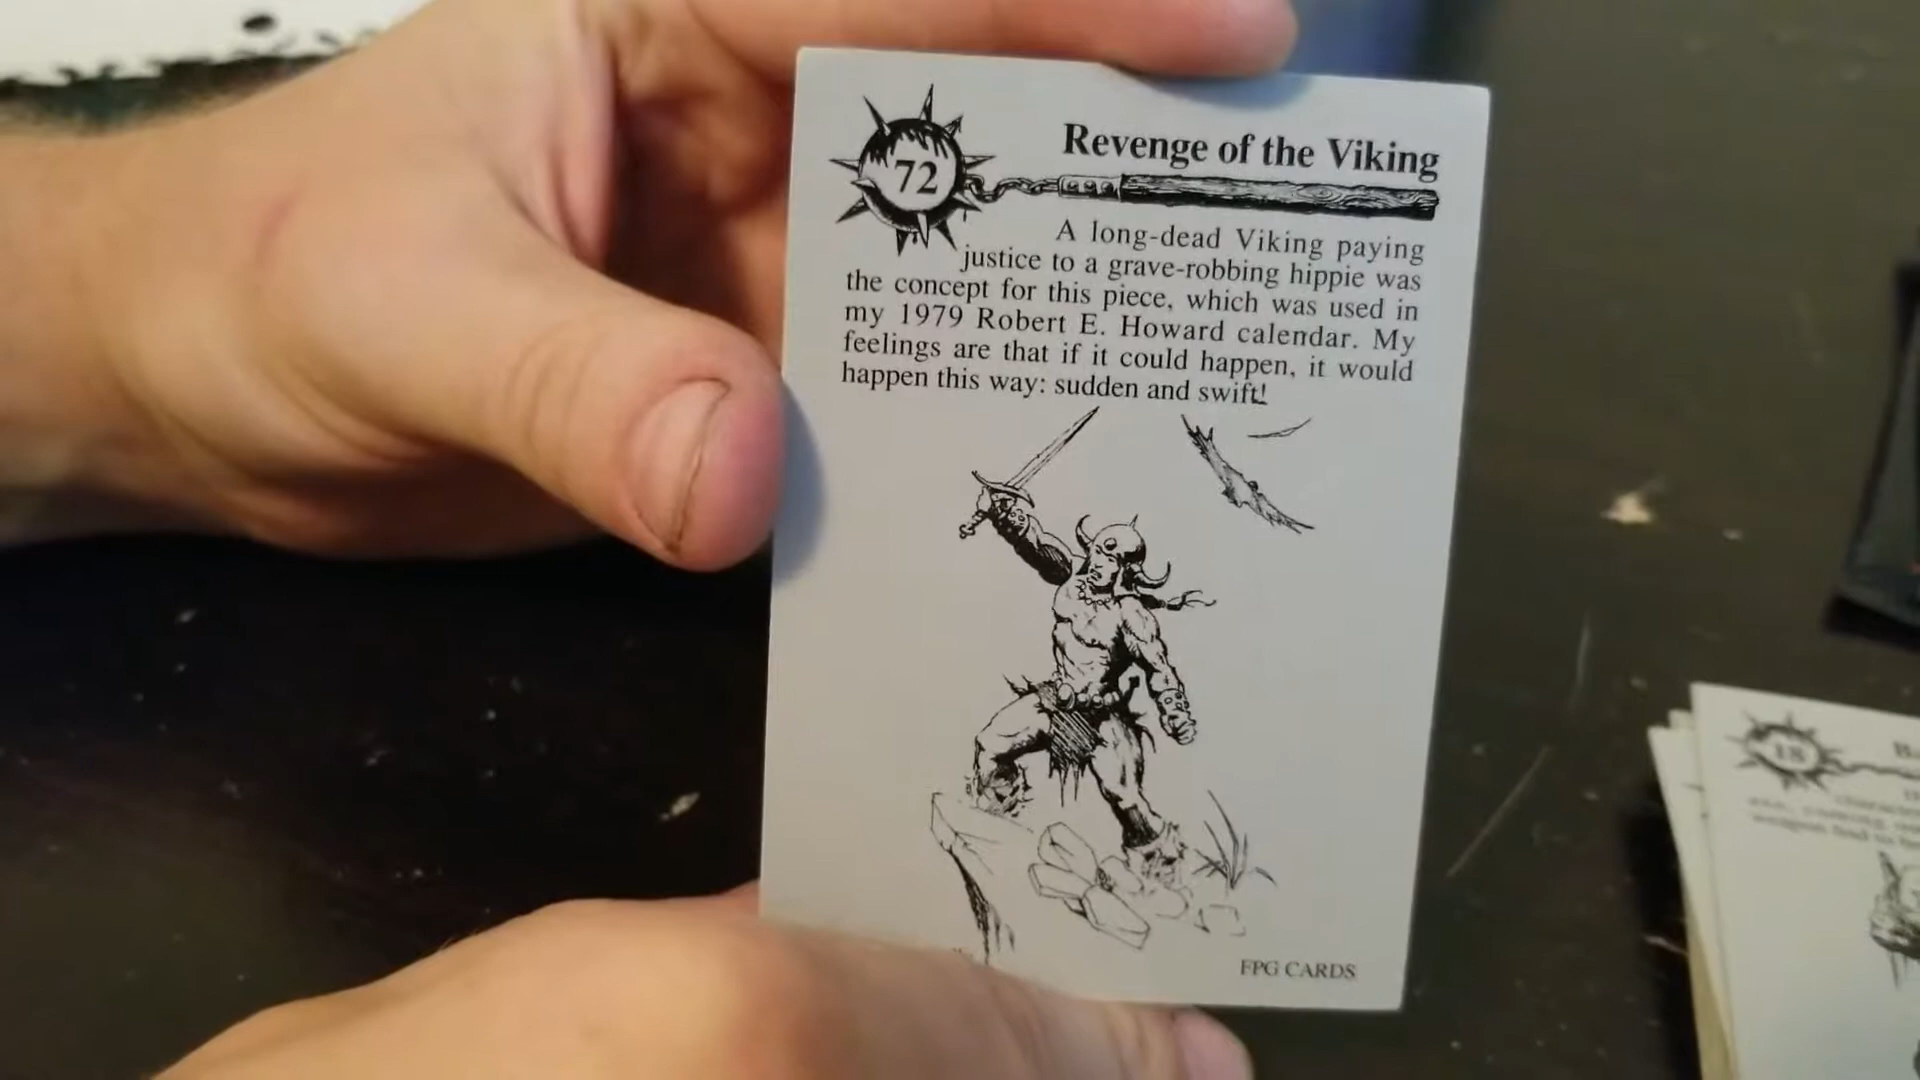 72
Revenge of the Viking
A long-dead Viking paying
justice to a grave-robbing hippie was
the concept for this piece, which was used in
my 1979 Robert E. Howard calendar. My
feelings are that if it could happen, it would
happen this way: sudden and swift!
FPG CARDS
18